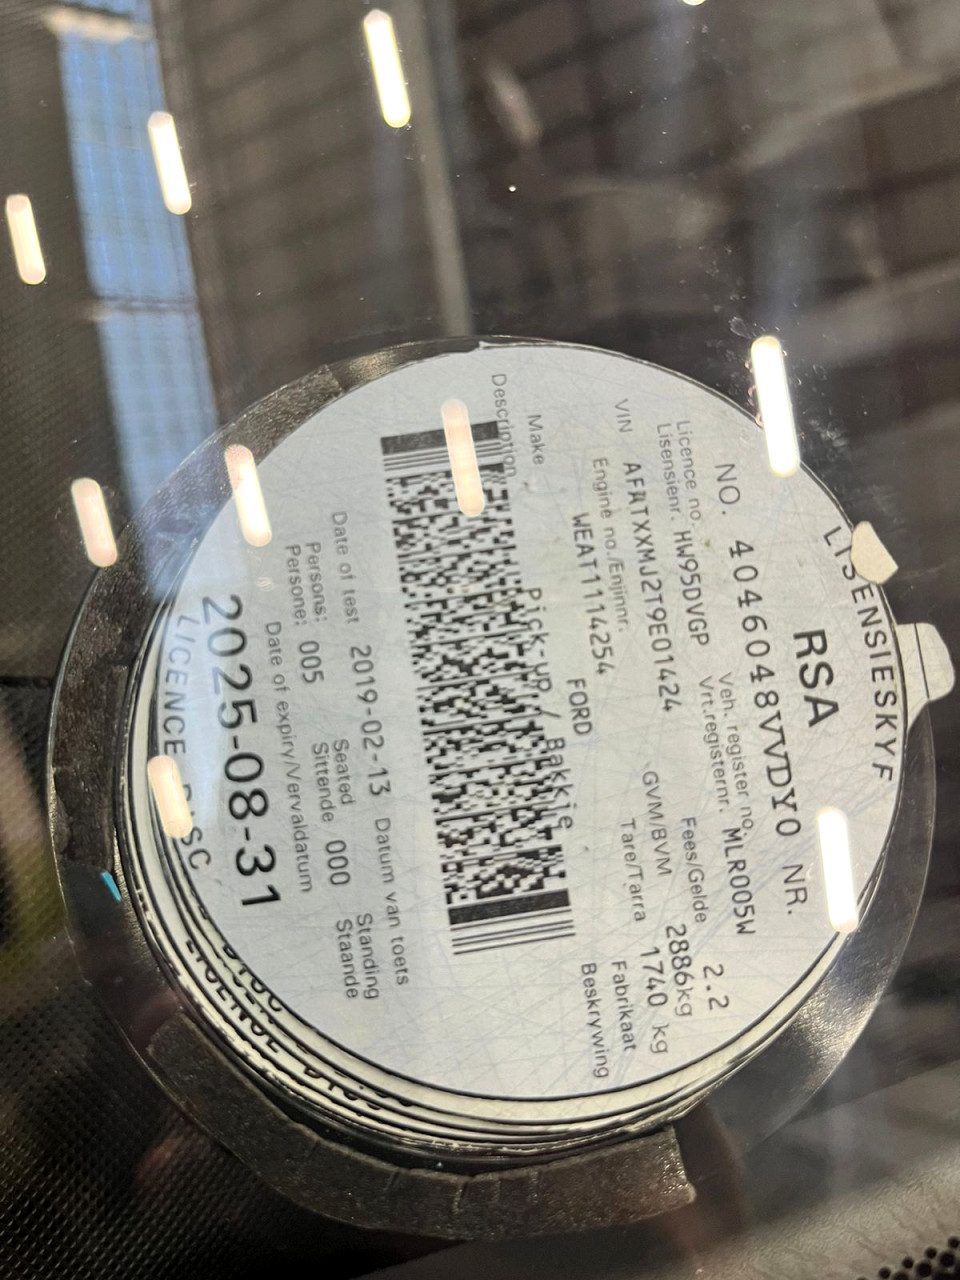 LISENSIESKYF
RSA
NO. 4046048VVDY0 NR.
Veh. register no.
Vrt.registernr. MLR005W
Licence no.
Lisensienr. HW95DVGP
Fees/Gelde 2.2
VIN AFATXXMJ2T9E01424
GVM/BVM 2886kg
Engine no./Enjinnr.
Tare/Tarra 1740 kg
WEAT1114254
Make FORD Fabrikaat
Description Pick-up/ Bakkie Beskrywing
Date of test 2019-02-13 Datum van toets
Persons: Seated Standing
Persone: 005 Sittende 000 Staande
Date of expiry/Vervaldatum
2025-08-31
LICENCE DISC